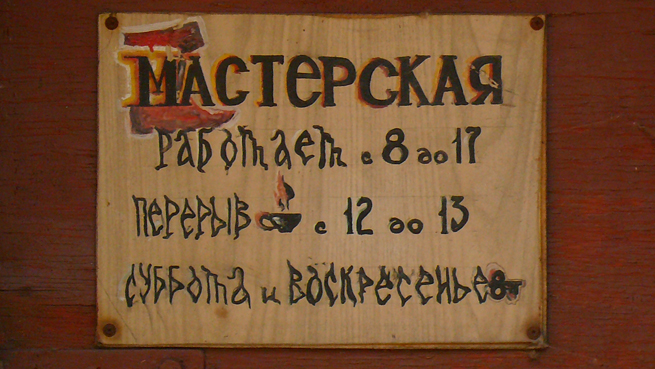 МАСТЕРСКАЯ
работает с 8 до 17
перерыв с 12 до 13
суббота и воскресенье